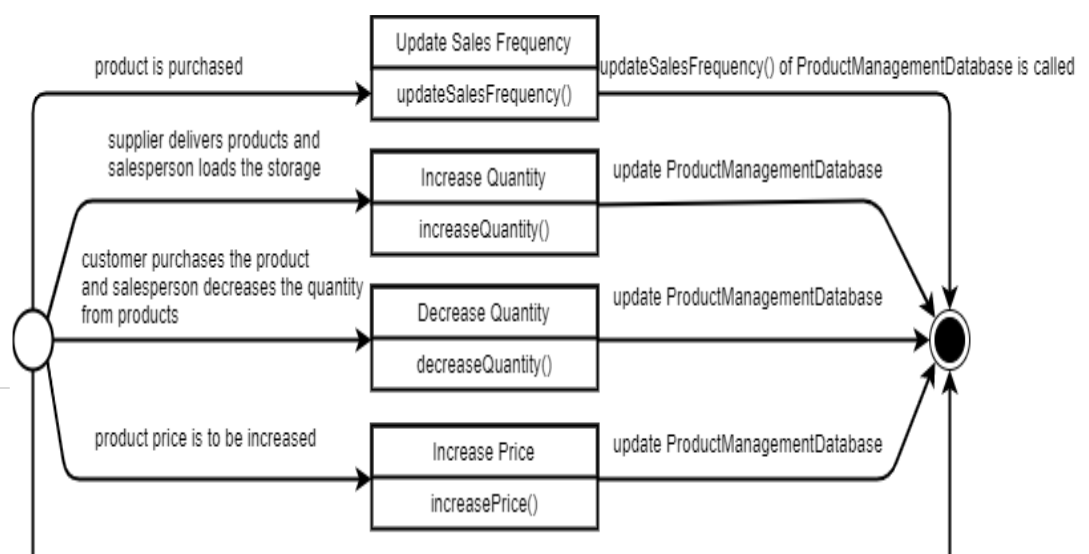 Update Sales Frequency
product is purchased
updateSalesFrequency() of ProductManagementDatabase is called
updateSalesFrequency()
supplier delivers products and
salesperson loads the storage
Increase Quantity
update ProductManagementDatabase
increaseQuantity()
customer purchases the product
and salesperson decreases the quantity
from products
Decrease Quantity
update ProductManagementDatabase
decreaseQuantity()
product price is to be increased
Increase Price
update ProductManagementDatabase
increasePrice()